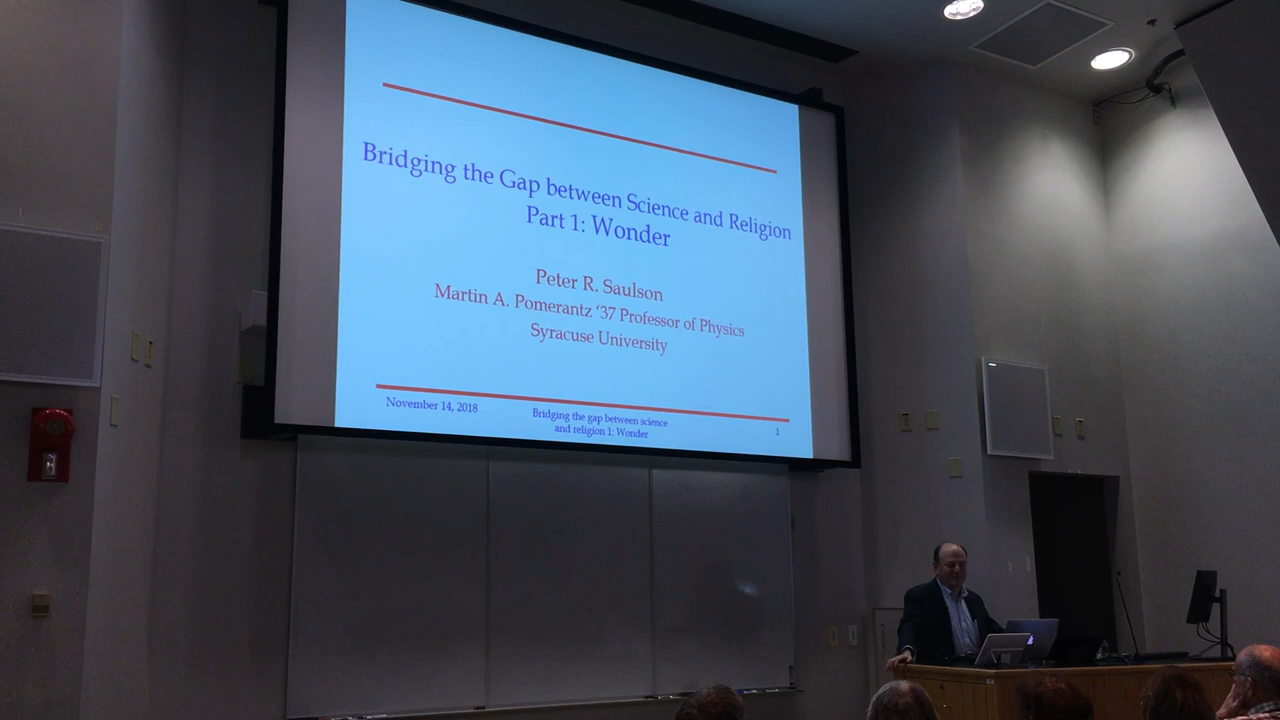 Bridging the Gap between Science and Religion
Part 1: Wonder
Peter R. Saulson
Martin A. Pomerantz ‘37 Professor of Physics
Syracuse University
November 14, 2018
Bridging the gap between science
and religion 1: Wonder
1